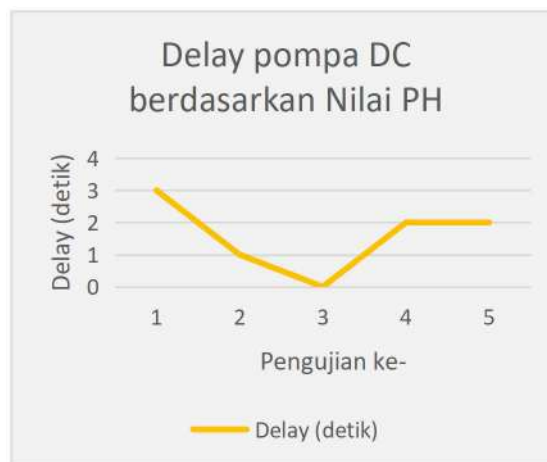 Delay pompa DC
berdasarkan Nilai PH
Delay (detik)
4
3
2
1
0
1 2 3 4 5
Pengujian ke-
Delay (detik)